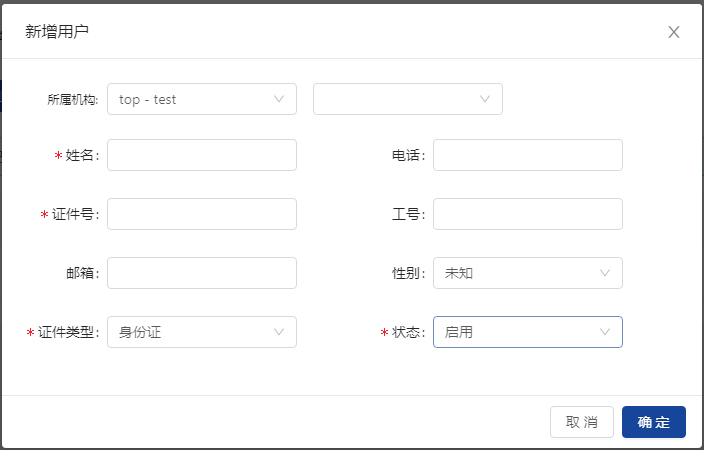 新增用户
所属机构: top - test
* 姓名: 电话:
* 证件号: 工号:
邮箱: 性别: 未知
* 证件类型: 身份证 * 状态: 启用
取 消 确 定